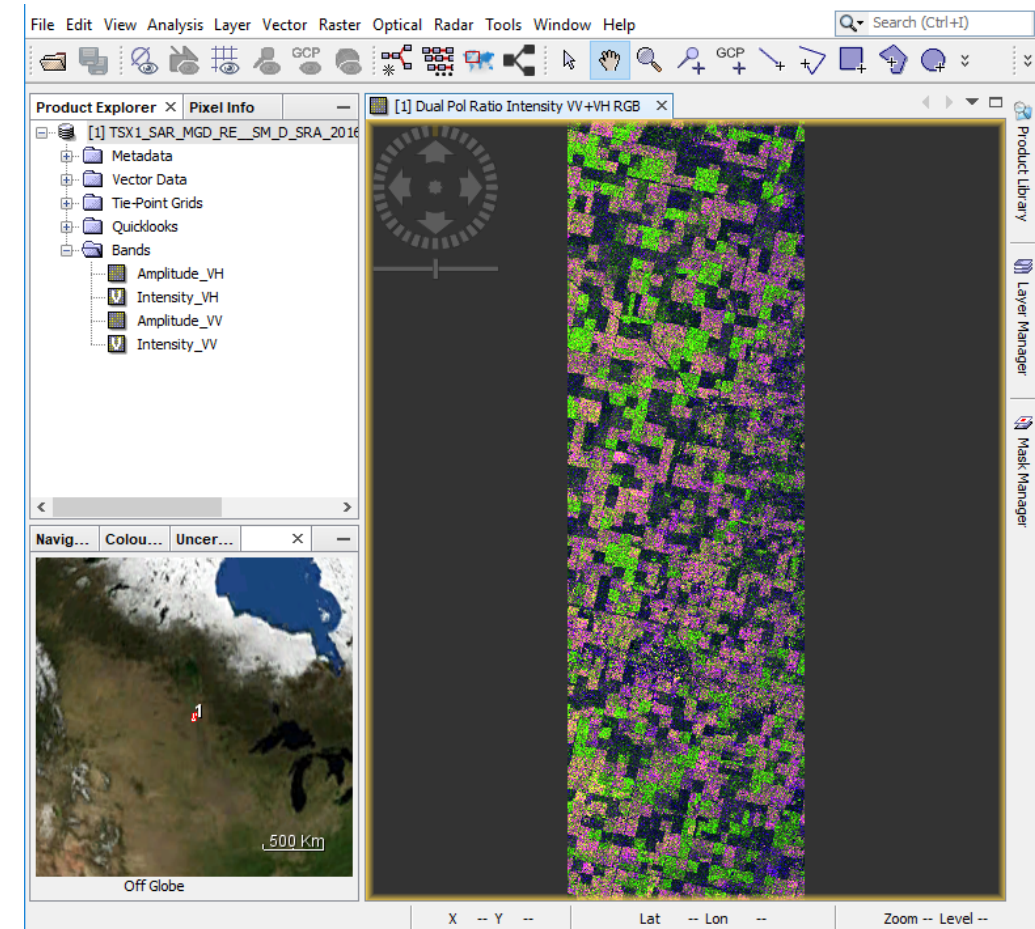 File Edit View Analysis Layer Vector Raster Optical Radar Tools Window Help
Search (Ctrl+I)
GCP
GCP
Product Explorer × Pixel Info
[1] TSX1_SAR_MGD_RE__SM_D_SRA_2016
Metadata
Vector Data
Tie-Point Grids
Quicklooks
Bands
Amplitude_VH
Intensity_VH
Amplitude_VV
Intensity_VV
[1] Dual Pol Ratio Intensity VV+VH RGB ×
Product Library
Layer Manager
Mask Manager
Navig... Colou... Uncer... ×
1
500 Km
Off Globe
X -- Y -- Lat -- Lon -- Zoom -- Level --